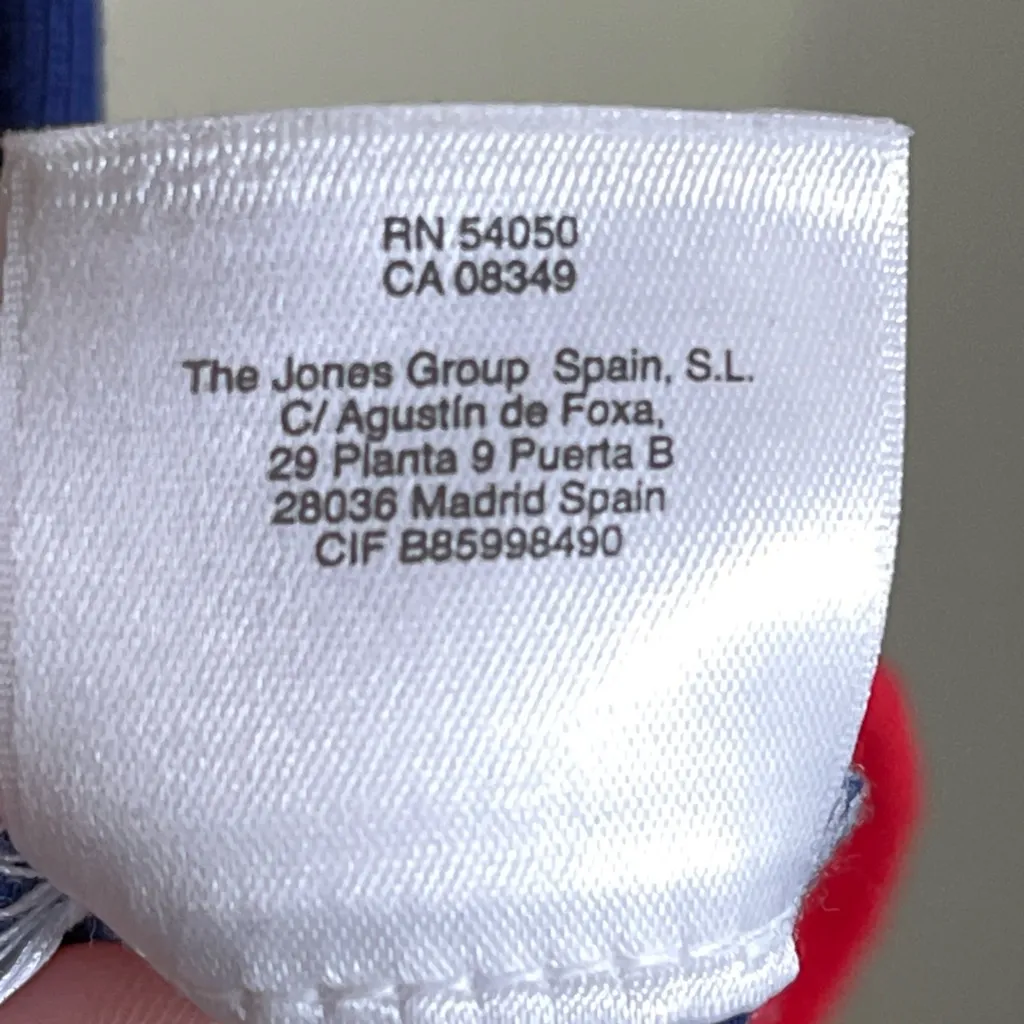 RN 54050
CA 08349
The Jones Group Spain, S.L.
C/ Agustín de Foxa,
29 Planta 9 Puerta B
28036 Madrid Spain
CIF B85998490